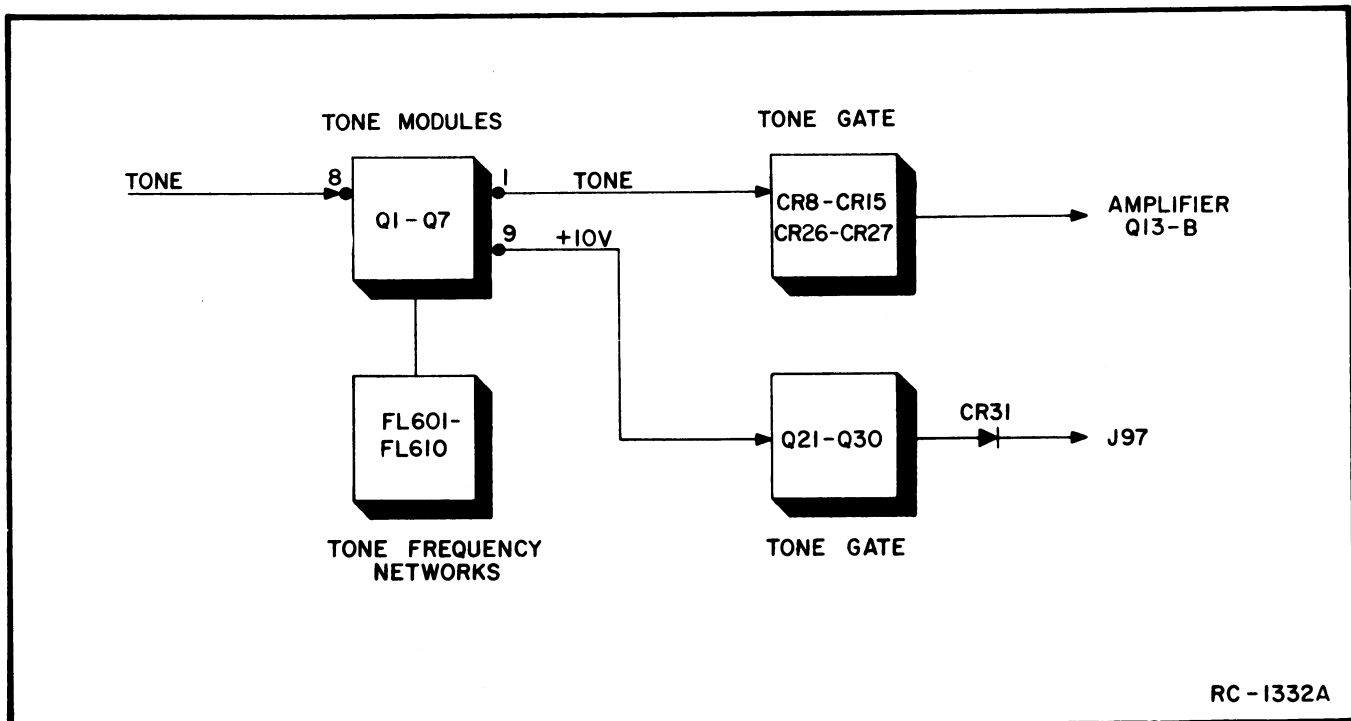 TONE MODULES
TONE GATE
TONE
8
1
TONE
Q1-Q7
CR8-CR15
CR26-CR27
AMPLIFIER
Q13-B
9
+10V
FL601-
FL610
Q21-Q30
CR31
J97
TONE FREQUENCY
NETWORKS
TONE GATE
RC-1332A